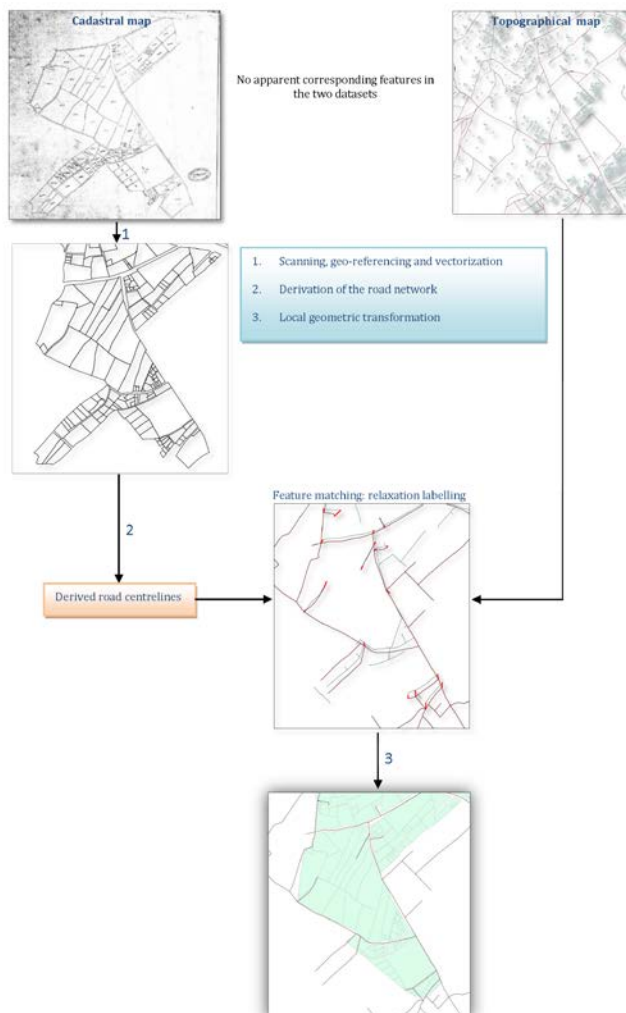 Cadastral map
Topographical map
No apparent corresponding features in
the two datasets
1
1. Scanning, geo-referencing and vectorization
2. Derivation of the road network
3. Local geometric transformation
Feature matching: relaxation labelling
2
Derived road centrelines
3